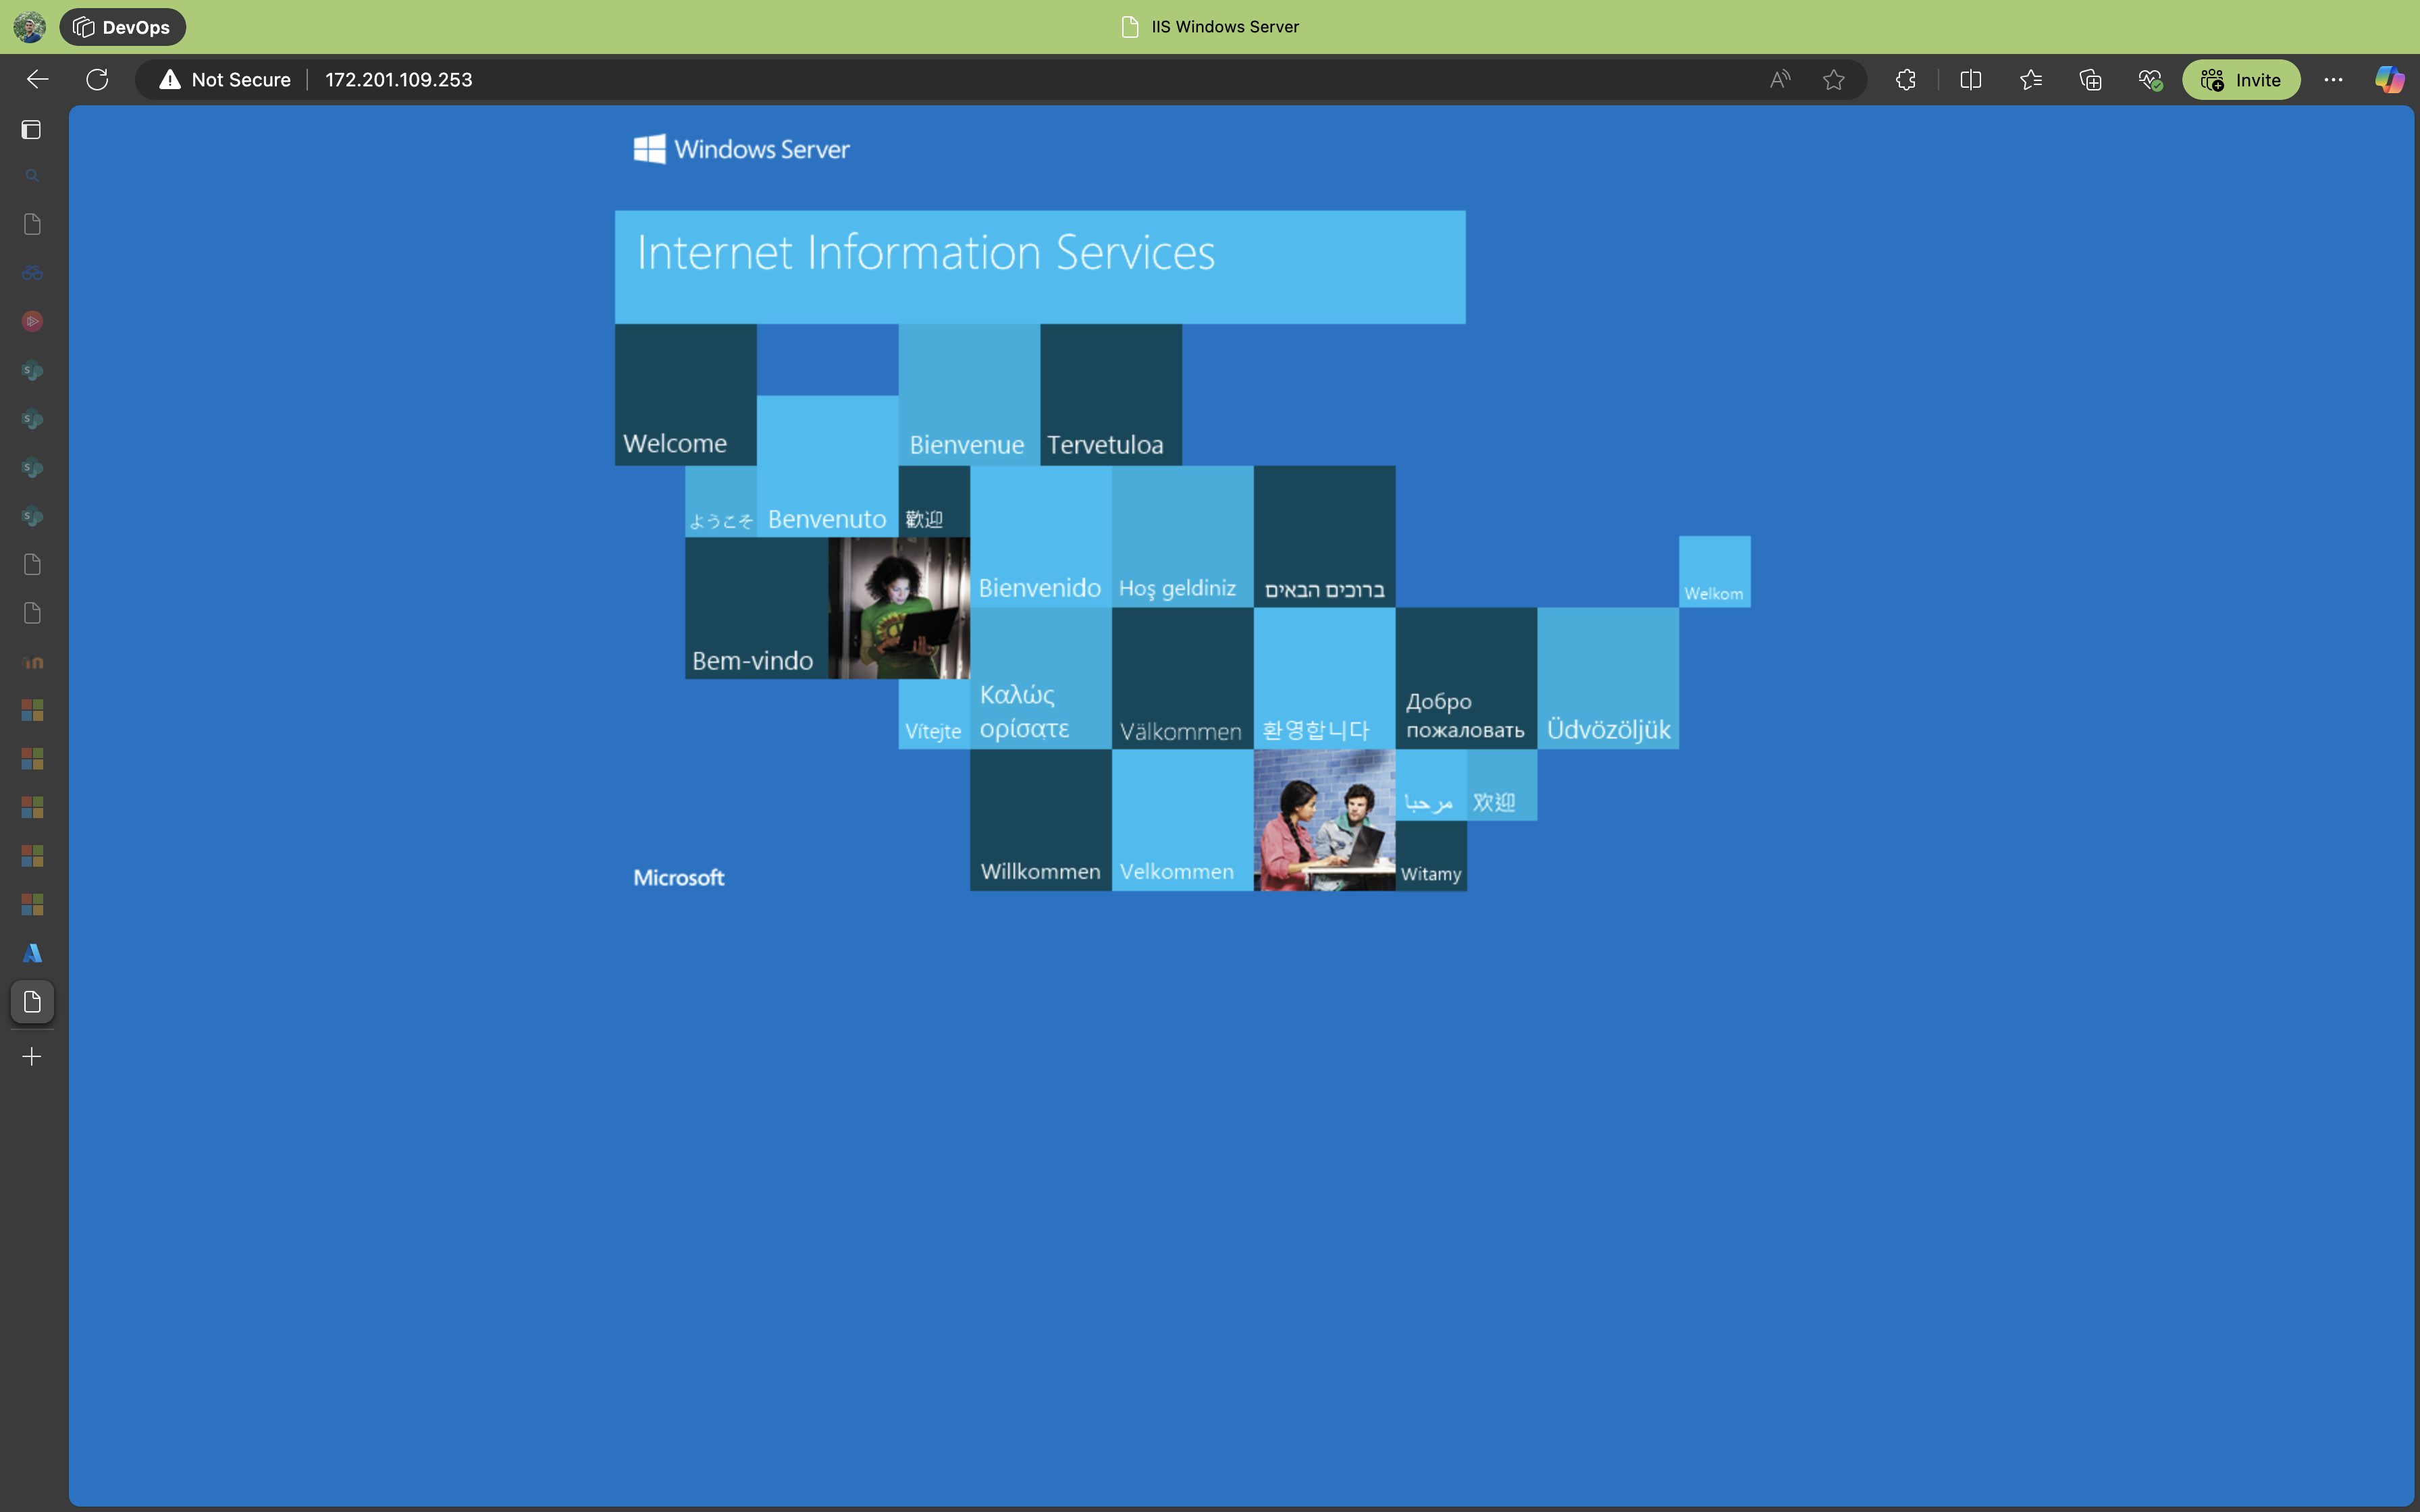 DevOps
IIS Windows Server
Not Secure
172.201.109.253
Invite
Windows Server
Internet Information Services
Welcome
Bienvenue
Tervetuloa
ようこそ
Benvenuto
歡迎
Bienvenido
Hoş geldiniz
ברוכים הבאים
Welkom
Bem-vindo
Vítejte
Καλώς
ορίσατε
Välkommen
환영합니다
Добро
пожаловать
Üdvözöljük
مرحبا
欢迎
Willkommen
Velkommen
Witamy
Microsoft